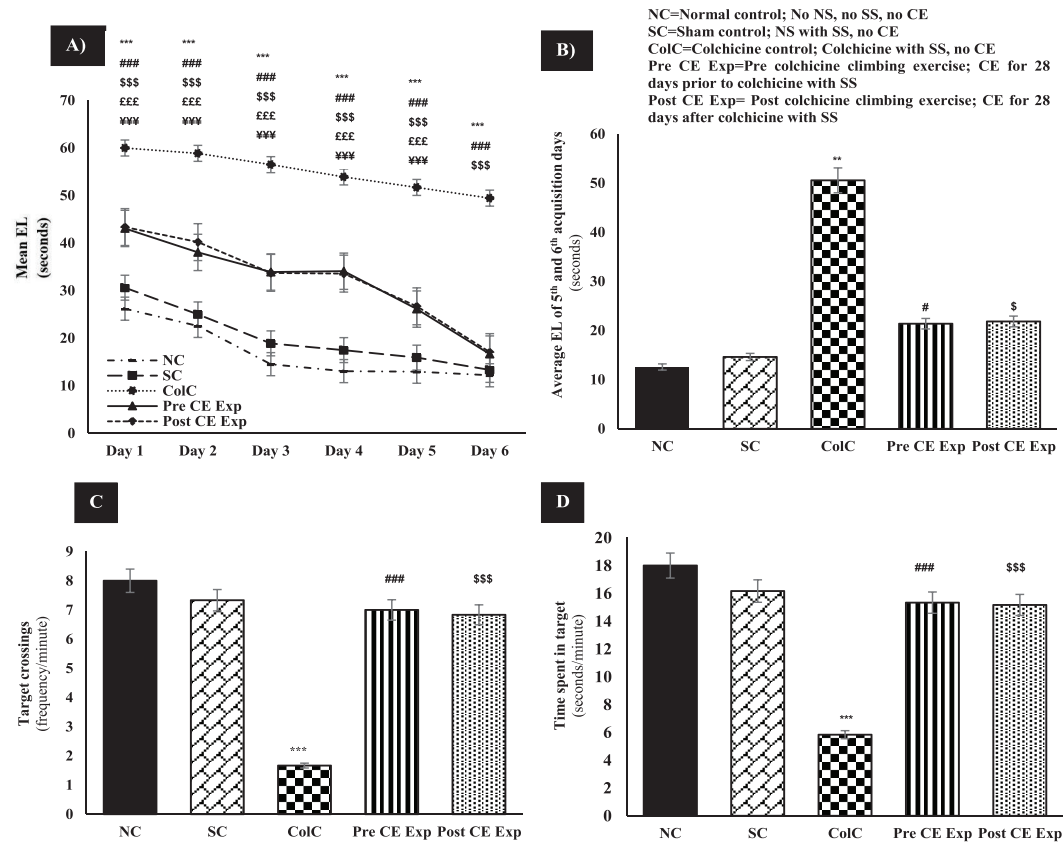 A)
***
***
***
***
***
***
###
###
###
###
###
###
$$$
$$$
$$$
$$$
$$$
$$$
£££
£££
£££
£££
£££
¥¥¥
¥¥¥
¥¥¥
¥¥¥
¥¥¥
70
60
50
40
30
20
10
0
Mean EL
(seconds)
NC
SC
ColC
Pre CE Exp
Post CE Exp
Day 1 Day 2 Day 3 Day 4 Day 5 Day 6
B)
NC=Normal control; No NS, no SS, no CE
SC=Sham control; NS with SS, no CE
ColC=Colchicine control; Colchicine with SS, no CE
Pre CE Exp=Pre colchicine climbing exercise; CE for 28
days prior to colchicine with SS
Post CE Exp= Post colchicine climbing exercise; CE for 28
days after colchicine with SS
60
50
40
30
20
10
0
Average EL of 5th and 6th acquisition days
(seconds)
**
#
$
NC SC ColC Pre CE Exp Post CE Exp
C
9
8
7
6
5
4
3
2
1
0
Target crossings
(frequency/minute)
***
###
$$$
NC SC ColC Pre CE Exp Post CE Exp
D
20
18
16
14
12
10
8
6
4
2
0
Time spent in target
(seconds/minute)
***
###
$$$
NC SC ColC Pre CE Exp Post CE Exp